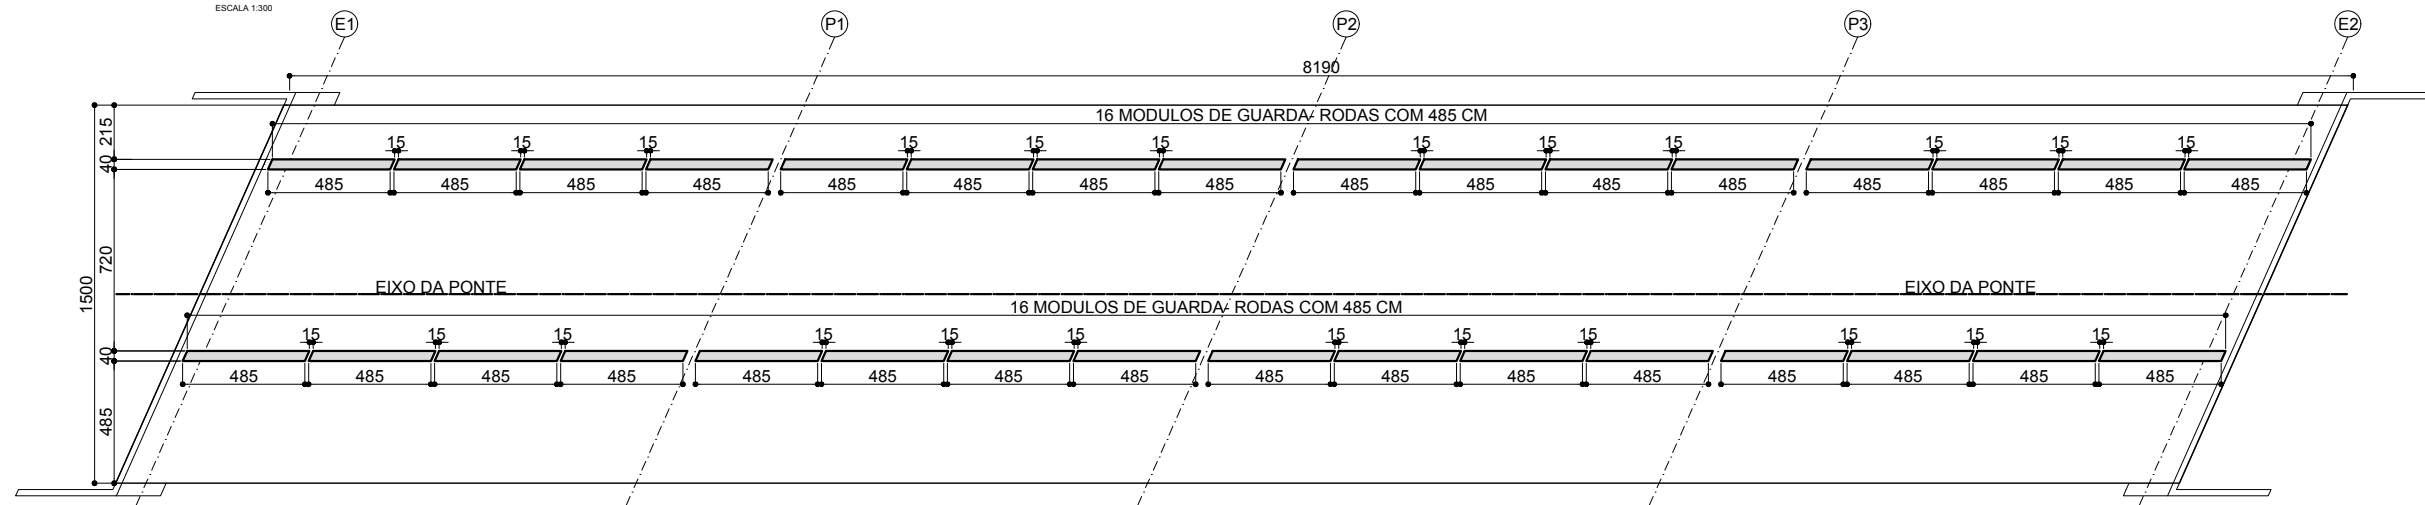 ESCALA 1:300
E1 P1 P2 P3 E2
8190
16 MODULOS DE GUARDA- RODAS COM 485 CM
215
15 15 15 15 15 15 15 15 15 15 15 15
40
485 485 485 485 485 485 485 485 485 485 485 485 485 485 485 485
720
1500
EIXO DA PONTE EIXO DA PONTE
16 MODULOS DE GUARDA- RODAS COM 485 CM
15 15 15 15 15 15 15 15 15 15 15 15
40
485 485 485 485 485 485 485 485 485 485 485 485 485 485 485 485
485